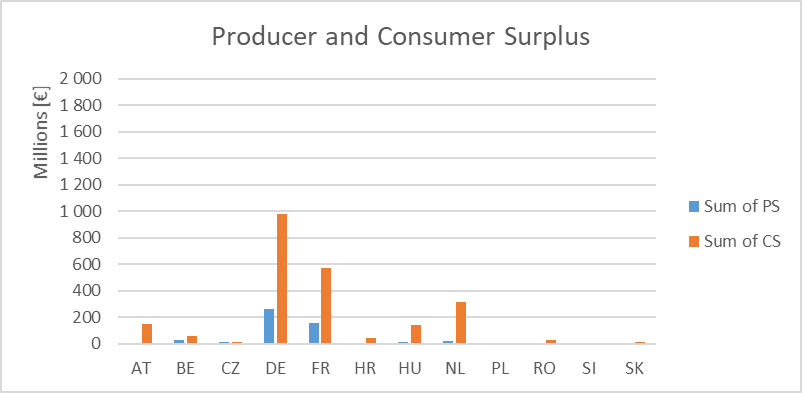 Producer and Consumer Surplus
Millions [€]
2 000
1 800
1 600
1 400
1 200
1 000
800
600
400
200
0
AT BE CZ DE FR HR HU NL PL RO SI SK
Sum of PS
Sum of CS